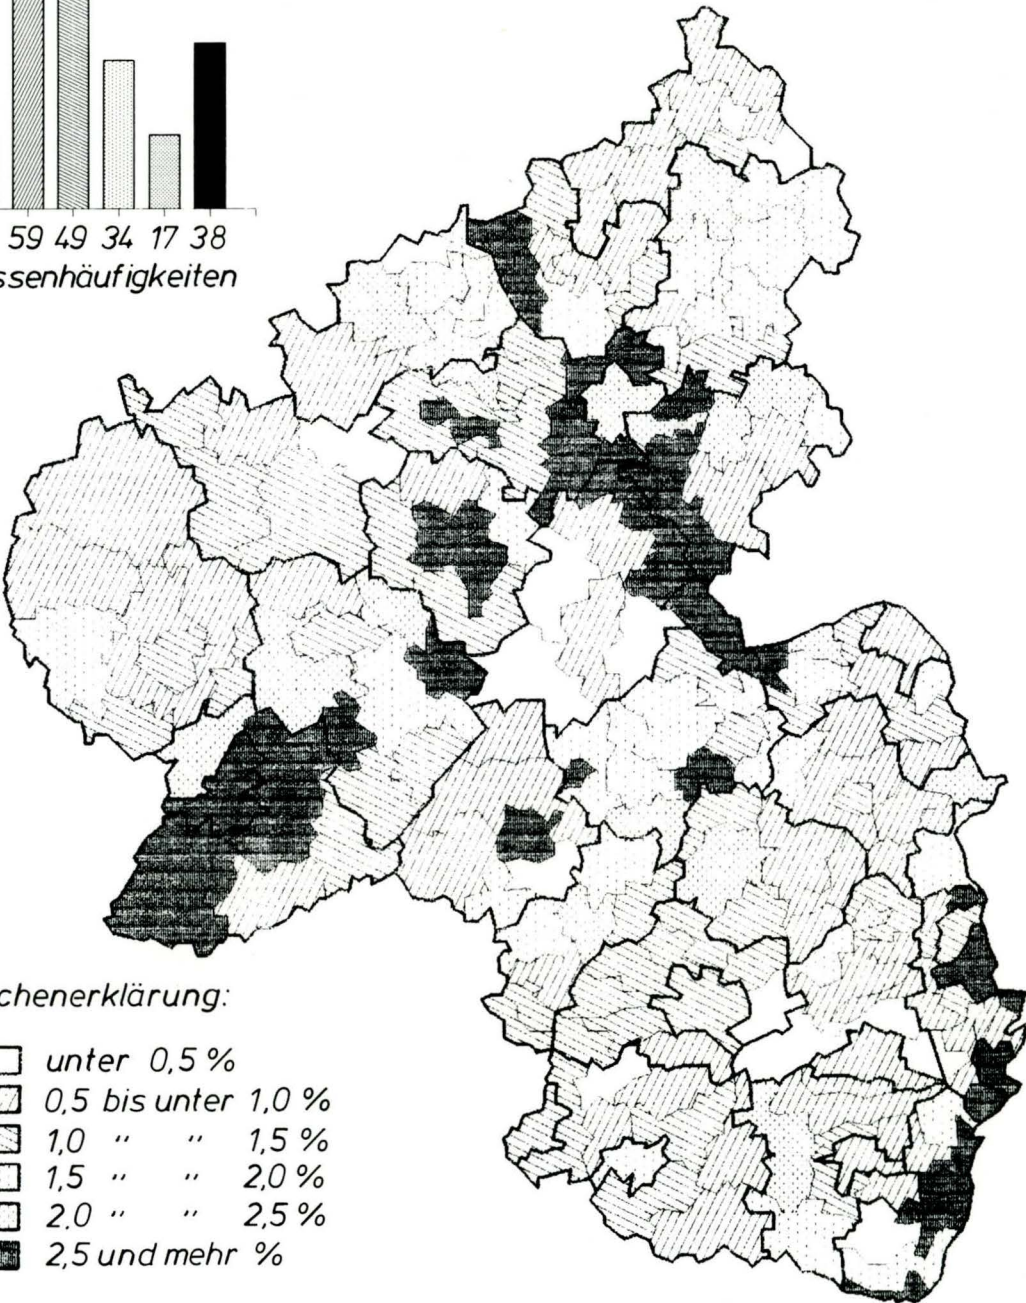 59 49 34 17 38
ssenhäufigkeiten
chenerklärung:
unter 0,5 %
0,5 bis unter 1,0 %
1,0 " " 1,5 %
1,5 " " 2,0 %
2,0 " " 2,5 %
2,5 und mehr %